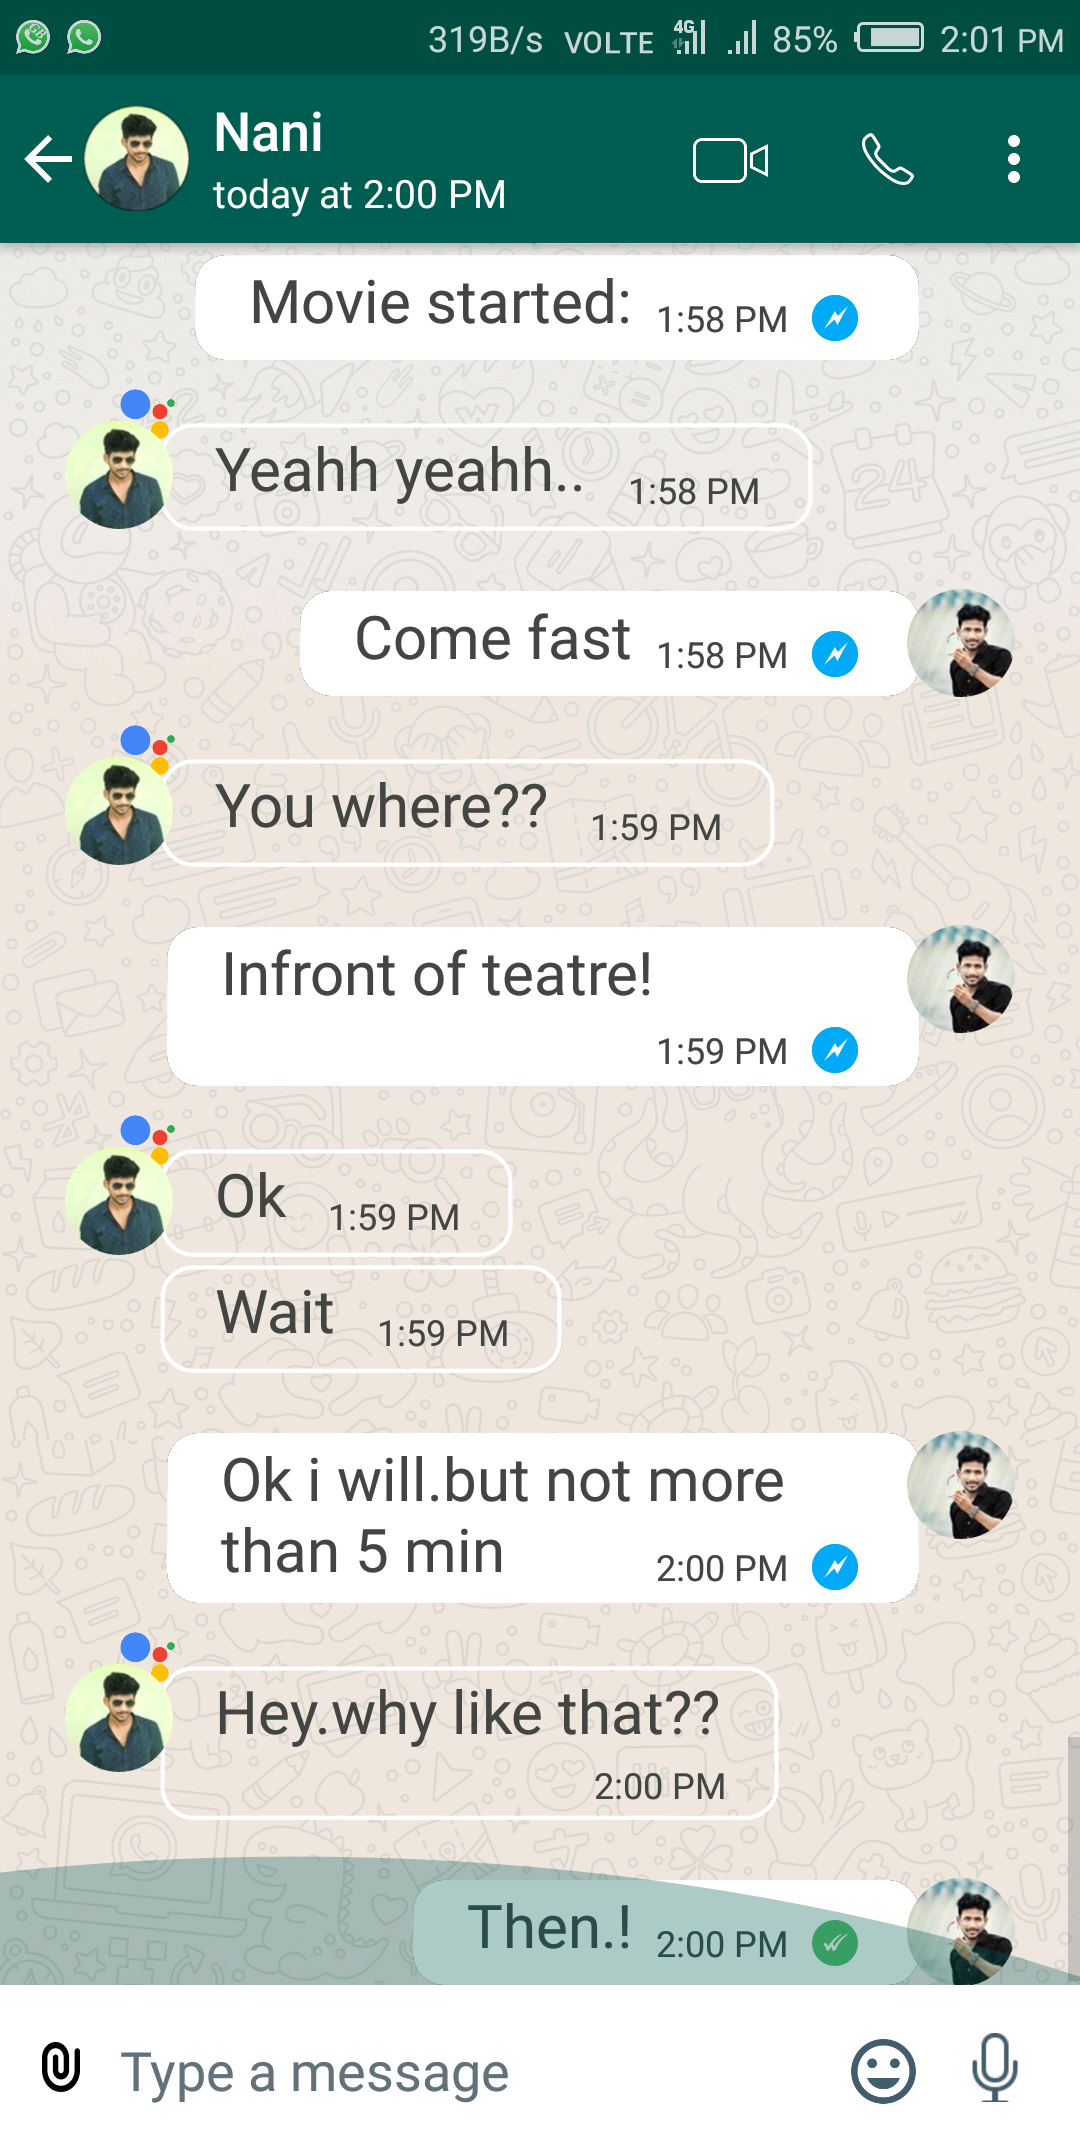 319B/s VOLTE 4G 85% 2:01 PM
Nani
today at 2:00 PM
Movie started: 1:58 PM
Yeahh yeahh.. 1:58 PM
Come fast 1:58 PM
You where?? 1:59 PM
Infront of teatre!
1:59 PM
Ok 1:59 PM
Wait 1:59 PM
Ok i will.but not more
than 5 min 2:00 PM
Hey.why like that??
2:00 PM
Then.! 2:00 PM
Type a message